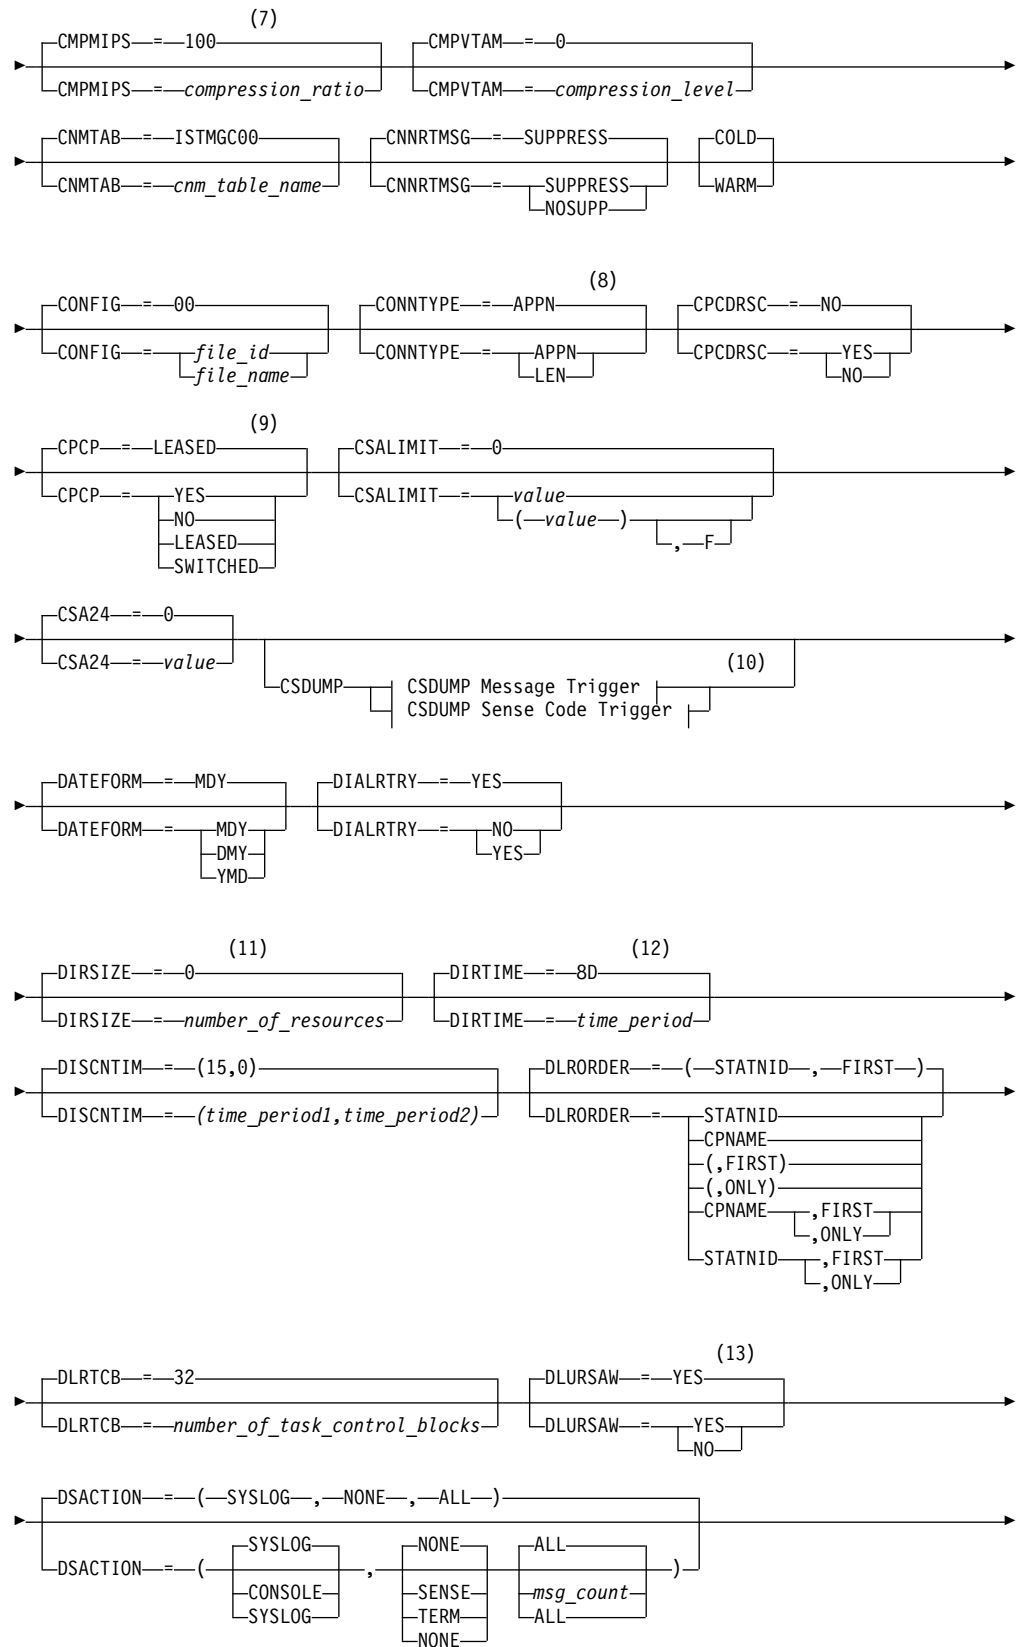 (7)
CMPMIPS = 100 CMPVTAM = 0
CMPMIPS = compression_ratio CMPVTAM = compression_level
CNMTAB = ISTMGC00 CNNRTMSG = SUPPRESS COLD
CNMTAB = cnm_table_name CNNRTMSG = SUPPRESS WARM
NOSUPP
(8)
CONFIG = 00 CONNTYPE = APPN CPCDRSC = NO
CONFIG = file_id CONNTYPE = APPN CPCDRSC = YES
file_name LEN NO
(9)
CPCP = LEASED CSALIMIT = 0
CPCP = YES CSALIMIT = value
NO ( value )
LEASED , F
SWITCHED
CSA24 = 0
CSA24 = value (10)
CSDUMP CSDUMP Message Trigger
CSDUMP Sense Code Trigger
DATEFORM = MDY DIALRTRY = YES
DATEFORM = MDY DIALRTRY = NO
DMY YES
YMD
(11) (12)
DIRSIZE = 0 DIRTIME = 8D
DIRSIZE = number_of_resources DIRTIME = time_period
DISCNTIM = (15,0) DLRORDER = ( STATNID , FIRST )
DISCNTIM = (time_period1,time_period2) DLRORDER = STATNID
CPNAME
(,FIRST)
(,ONLY)
CPNAME ,FIRST
,ONLY
STATNID ,FIRST
,ONLY
(13)
DLRTCB = 32 DLURSAW = YES
DLRTCB = number_of_task_control_blocks DLURSAW = YES
NO
DSACTION = ( SYSLOG , NONE , ALL )
SYSLOG NONE ALL
DSACTION = ( , )
CONSOLE SENSE msg_count
SYSLOG TERM ALL
NONE